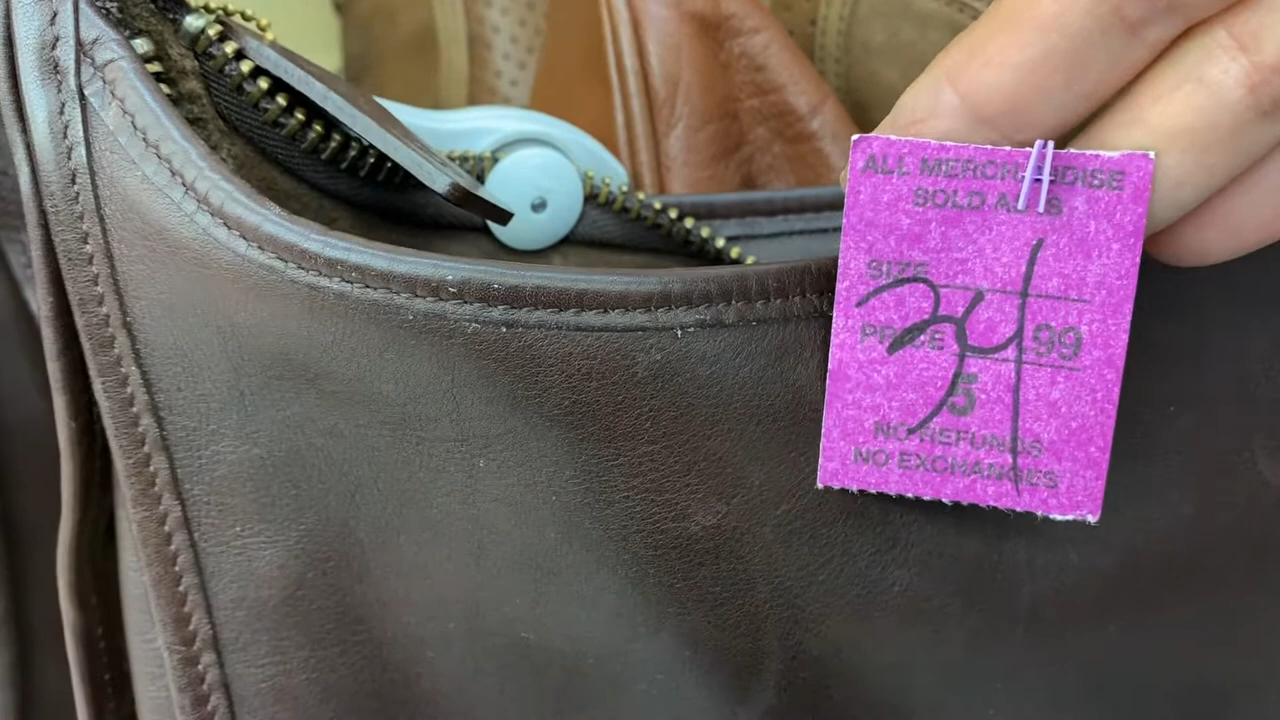 ALL MERCHANDISE
SOLD AS IS
SIZE
PRICE 24.99
5
NO REFUNDS
NO EXCHANGES